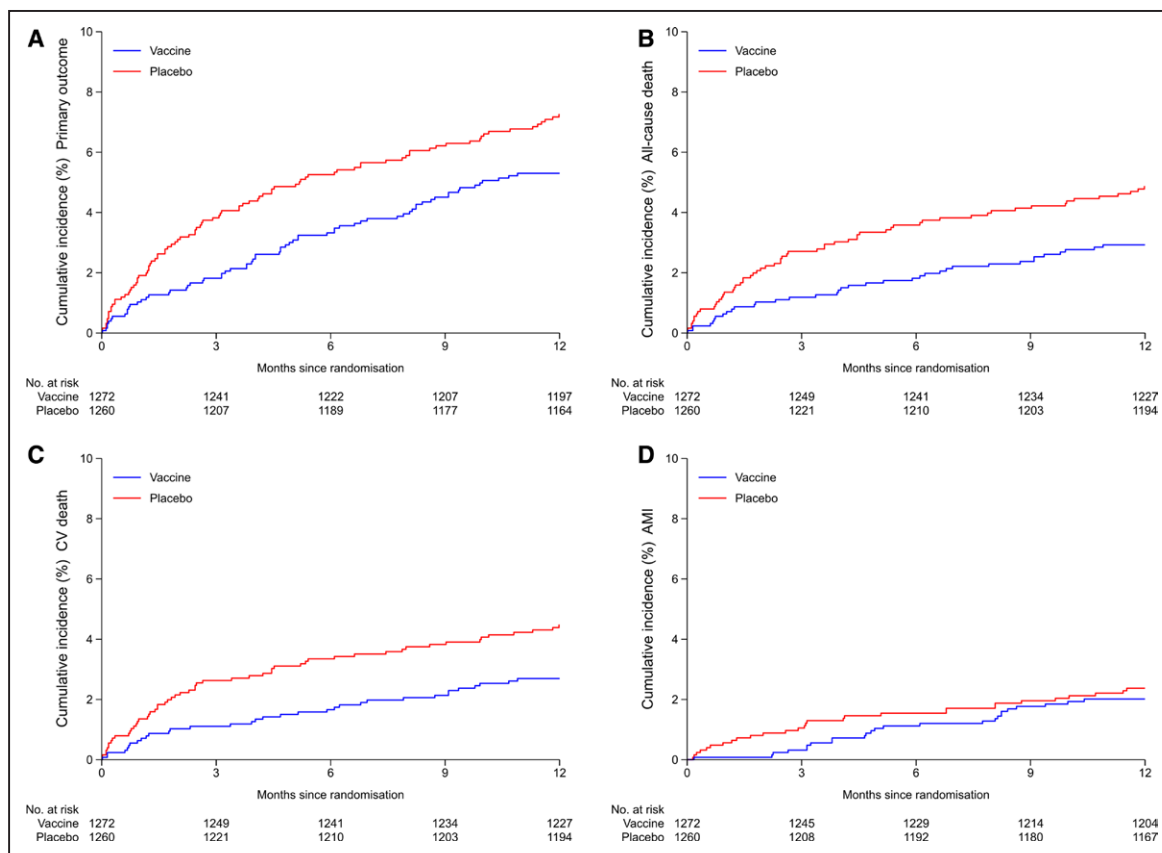 A
Cumulative incidence (%) Primary outcome
10
8
6
4
2
0
Vaccine
Placebo
0 3 6 9 12
Months since randomisation
No. at risk
Vaccine 1272 1241 1222 1207 1197
Placebo 1260 1207 1189 1177 1164
B
Cumulative incidence (%) All-cause death
10
8
6
4
2
0
Vaccine
Placebo
0 3 6 9 12
Months since randomisation
No. at risk
Vaccine 1272 1249 1241 1234 1227
Placebo 1260 1221 1210 1203 1194
C
Cumulative incidence (%) CV death
10
8
6
4
2
0
Vaccine
Placebo
0 3 6 9 12
Months since randomisation
No. at risk
Vaccine 1272 1249 1241 1234 1227
Placebo 1260 1221 1210 1203 1194
D
Cumulative incidence (%) AMI
10
8
6
4
2
0
Vaccine
Placebo
0 3 6 9 12
Months since randomisation
No. at risk
Vaccine 1272 1245 1229 1214 1204
Placebo 1260 1208 1192 1180 1167